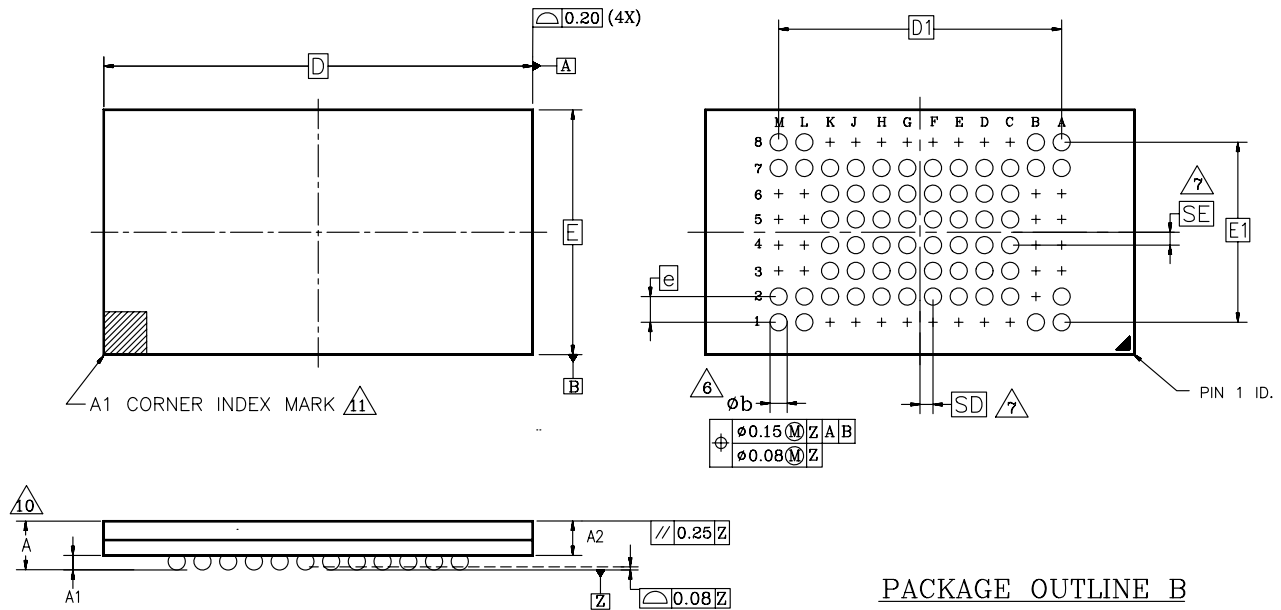 ⌓ 0.20 (4X)
D
A
E
B
A1 CORNER INDEX MARK 11
D1
M L K J H G F E D C B A
8
7
6
5
4
3
2
1
7
SE
E1
e
6
øb
SD 7
PIN 1 ID.
⌖ ø0.15 Ⓜ Z A B
ø0.08 Ⓜ Z
10
A
A1
A2
// 0.25 Z
Z
⌓ 0.08 Z
PACKAGE OUTLINE B